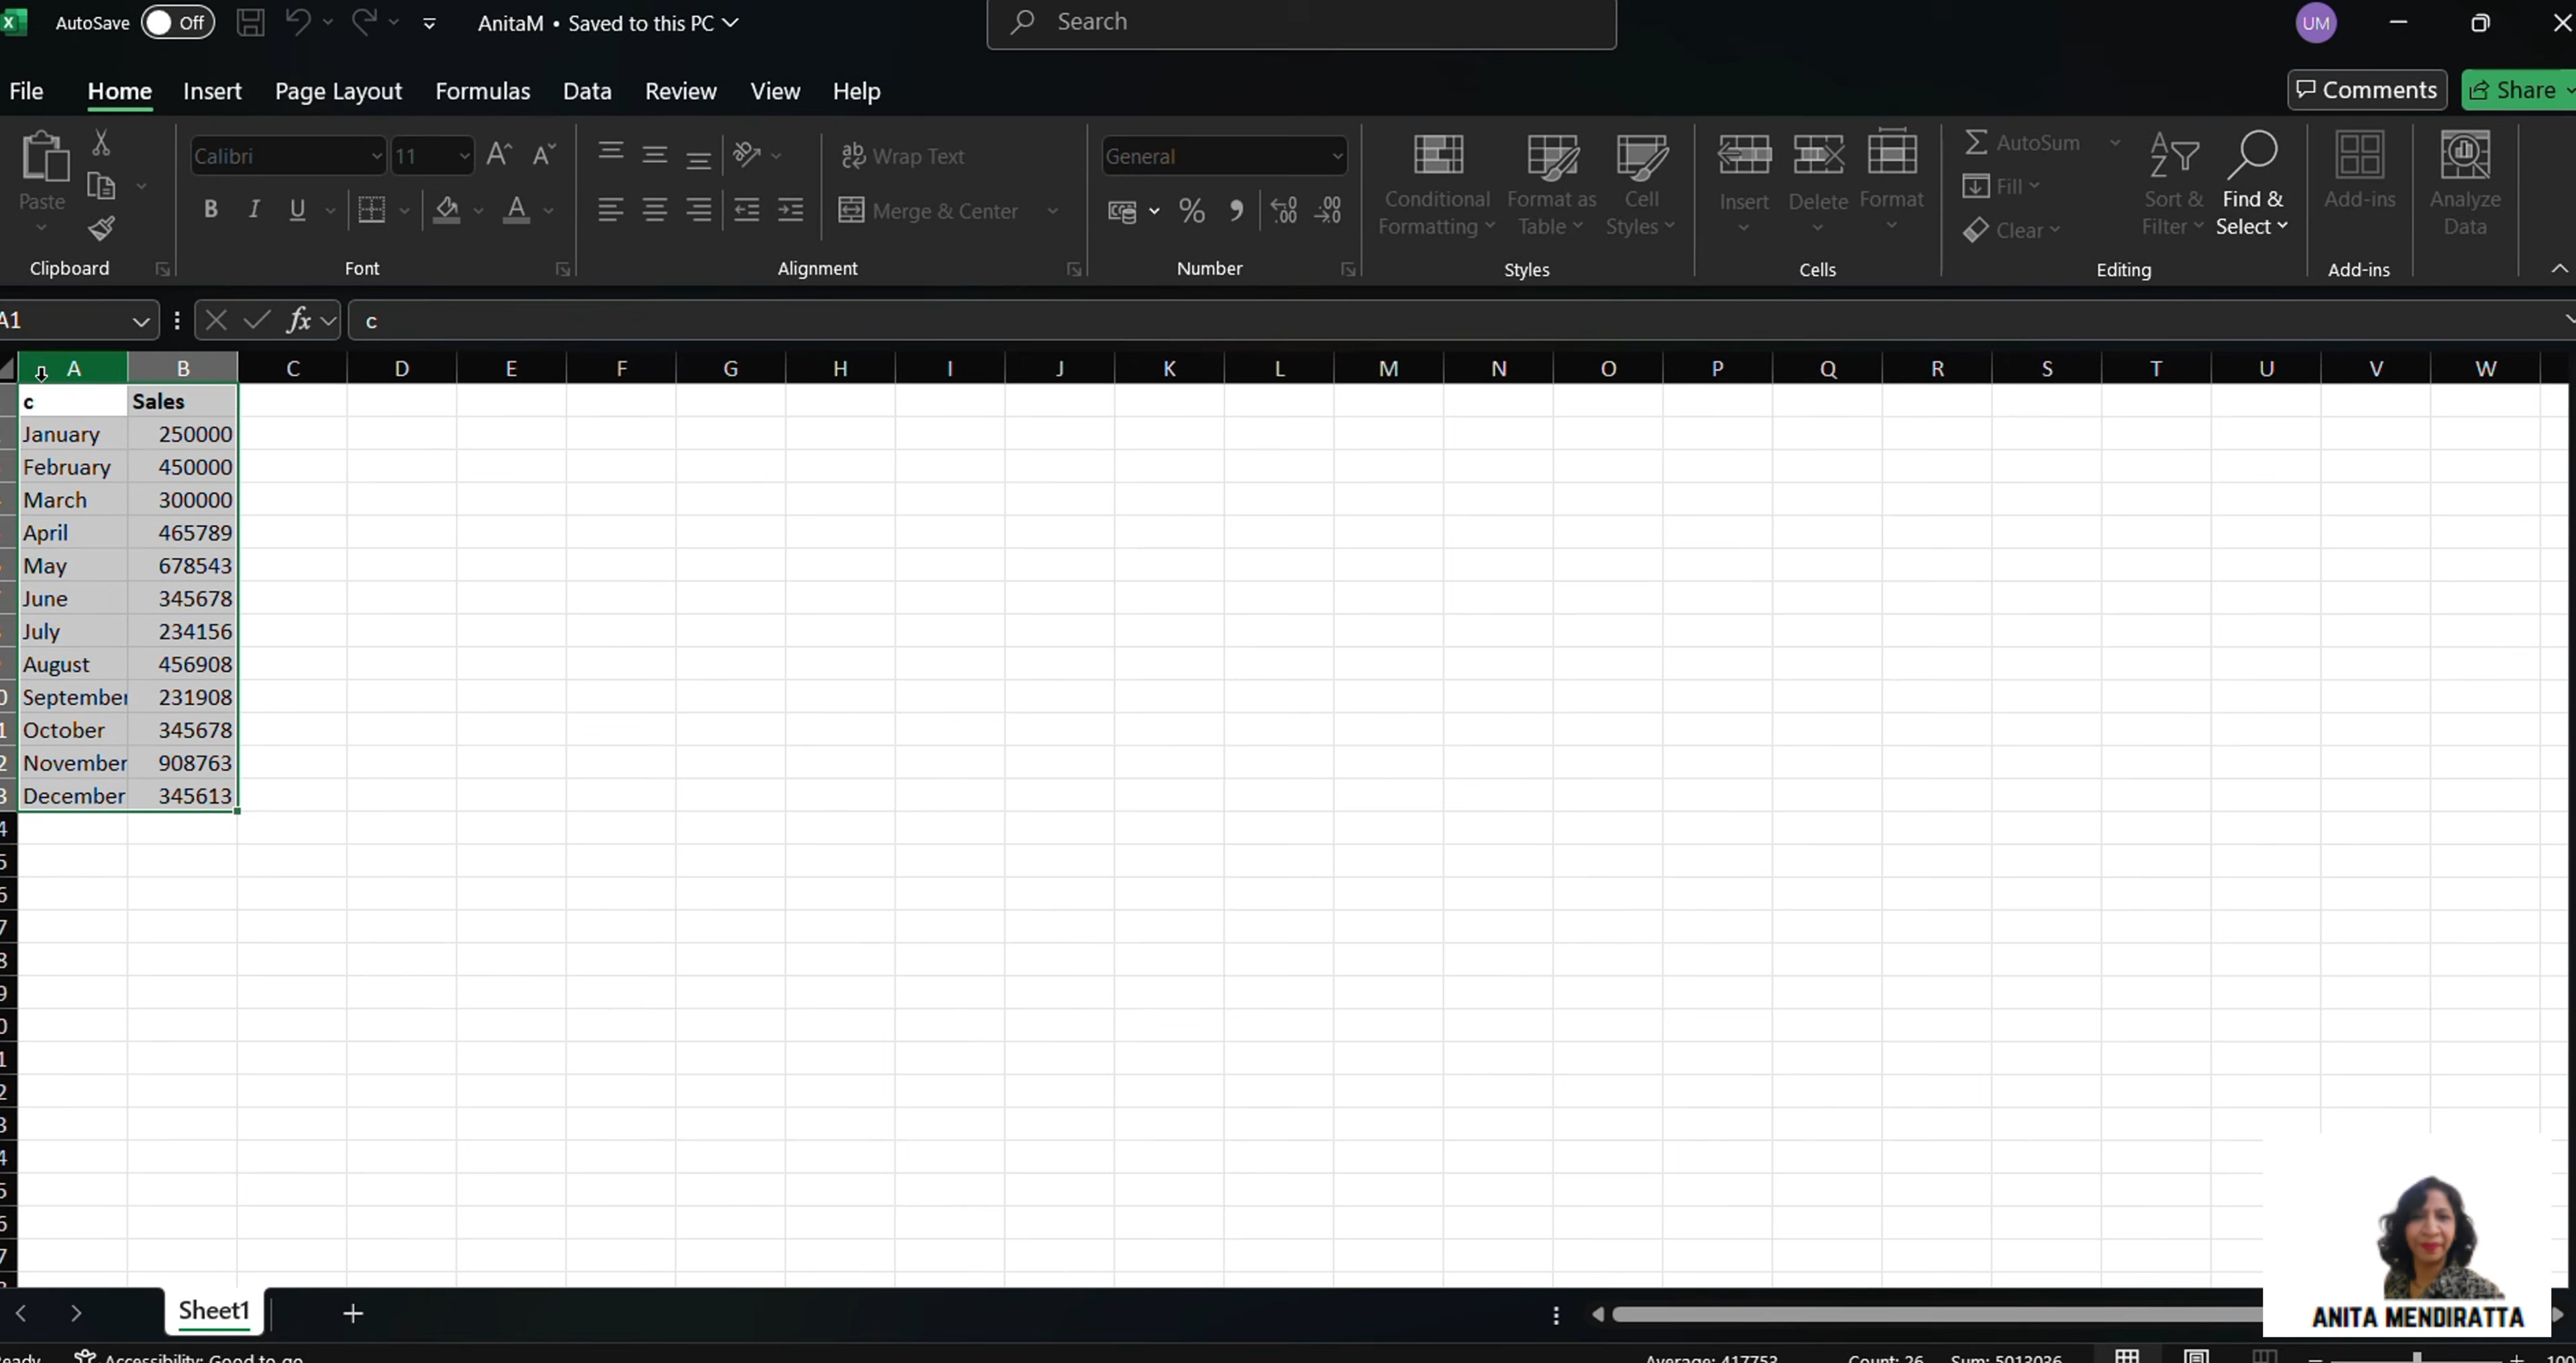 AutoSave Off AnitaM • Saved to this PC Search UM
File Home Insert Page Layout Formulas Data Review View Help Comments Share
Paste Calibri 11 Wrap Text General Conditional Formatting Format as Table Cell Styles Insert Delete Format AutoSum Fill Clear Sort & Filter Find & Select Add-ins Analyze Data
B I U Merge & Center
Clipboard Font Alignment Number Styles Cells Editing Add-ins
A1 fx c
A B C D E F G H I J K L M N O P Q R S T U V W
c Sales
January 250000
February 450000
March 300000
April 465789
May 678543
June 345678
July 234156
August 456908
September 231908
October 345678
November 908763
December 345613
Sheet1
ANITA MENDIRATTA
Accessibility: Good to go Average: 417753 Count: 26 Sum: 5013036